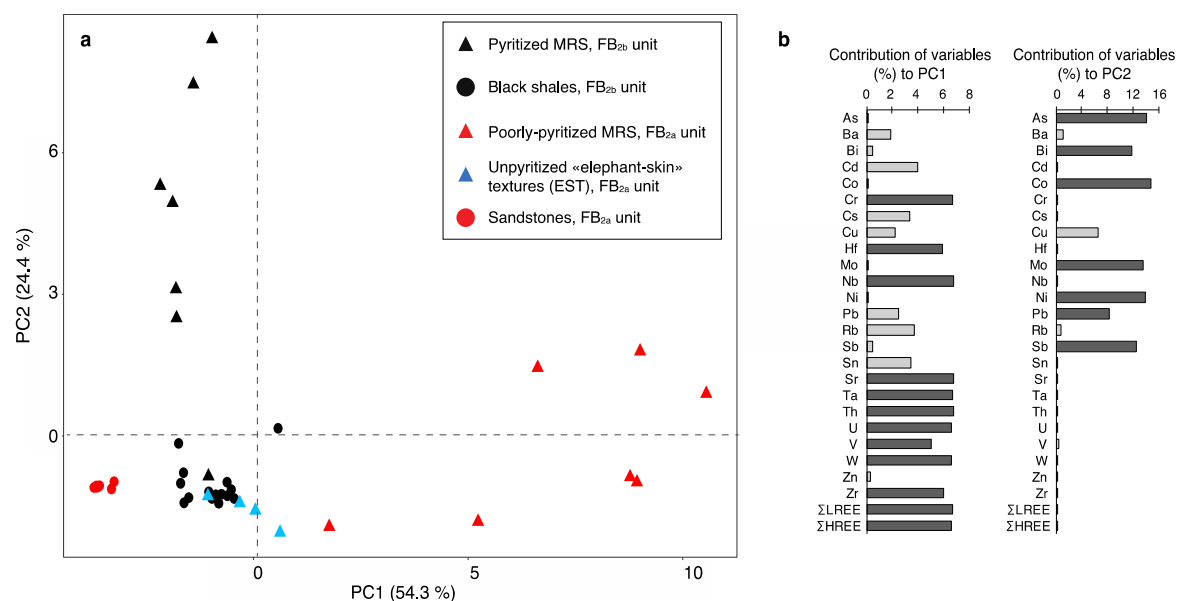 a
Pyritized MRS, FB2b unit
Black shales, FB2b unit
Poorly-pyritized MRS, FB2a unit
Unpyritized «elephant-skin»
textures (EST), FB2a unit
Sandstones, FB2a unit
PC2 (24.4 %)
6
3
0
0
5
10
PC1 (54.3 %)
b
Contribution of variables
(%) to PC1
0 2 4 6 8
Contribution of variables
(%) to PC2
0 4 8 12 16
As
Ba
Bi
Cd
Co
Cr
Cs
Cu
Hf
Mo
Nb
Ni
Pb
Rb
Sb
Sn
Sr
Ta
Th
U
V
W
Zn
Zr
ΣLREE
ΣHREE
As
Ba
Bi
Cd
Co
Cr
Cs
Cu
Hf
Mo
Nb
Ni
Pb
Rb
Sb
Sn
Sr
Ta
Th
U
V
W
Zn
Zr
ΣLREE
ΣHREE